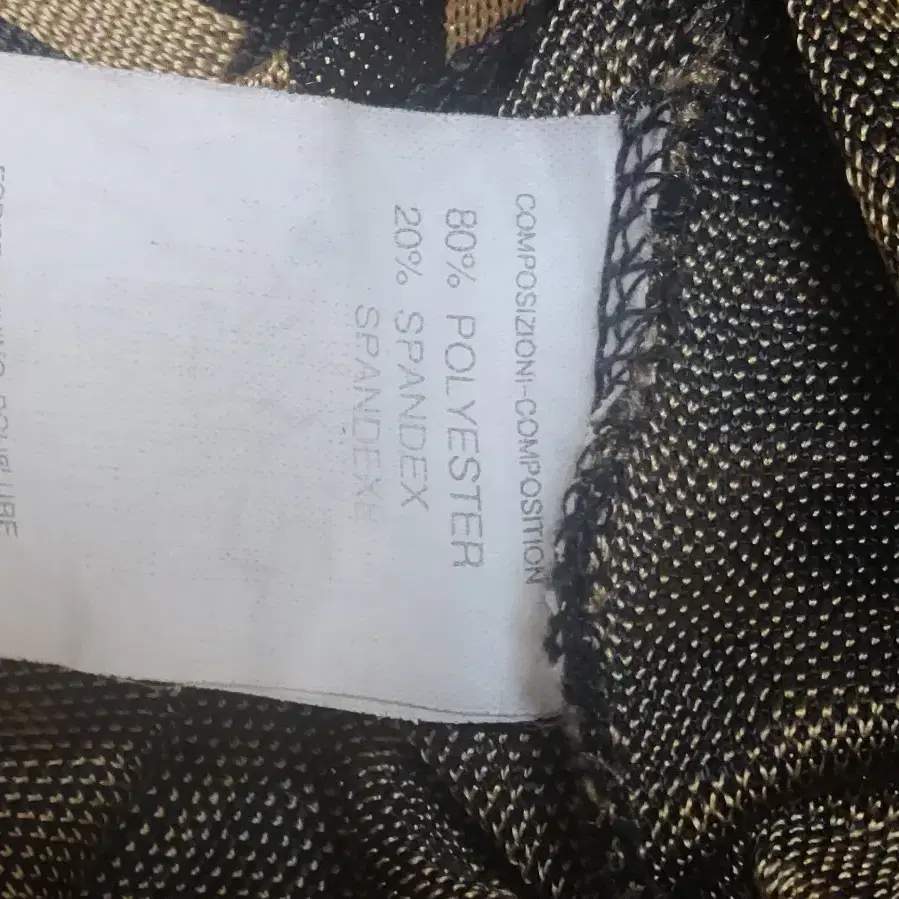 COMPOSIZIONI-COMPOSITION
80% POLYESTER
20% SPANDEX
SPANDEX